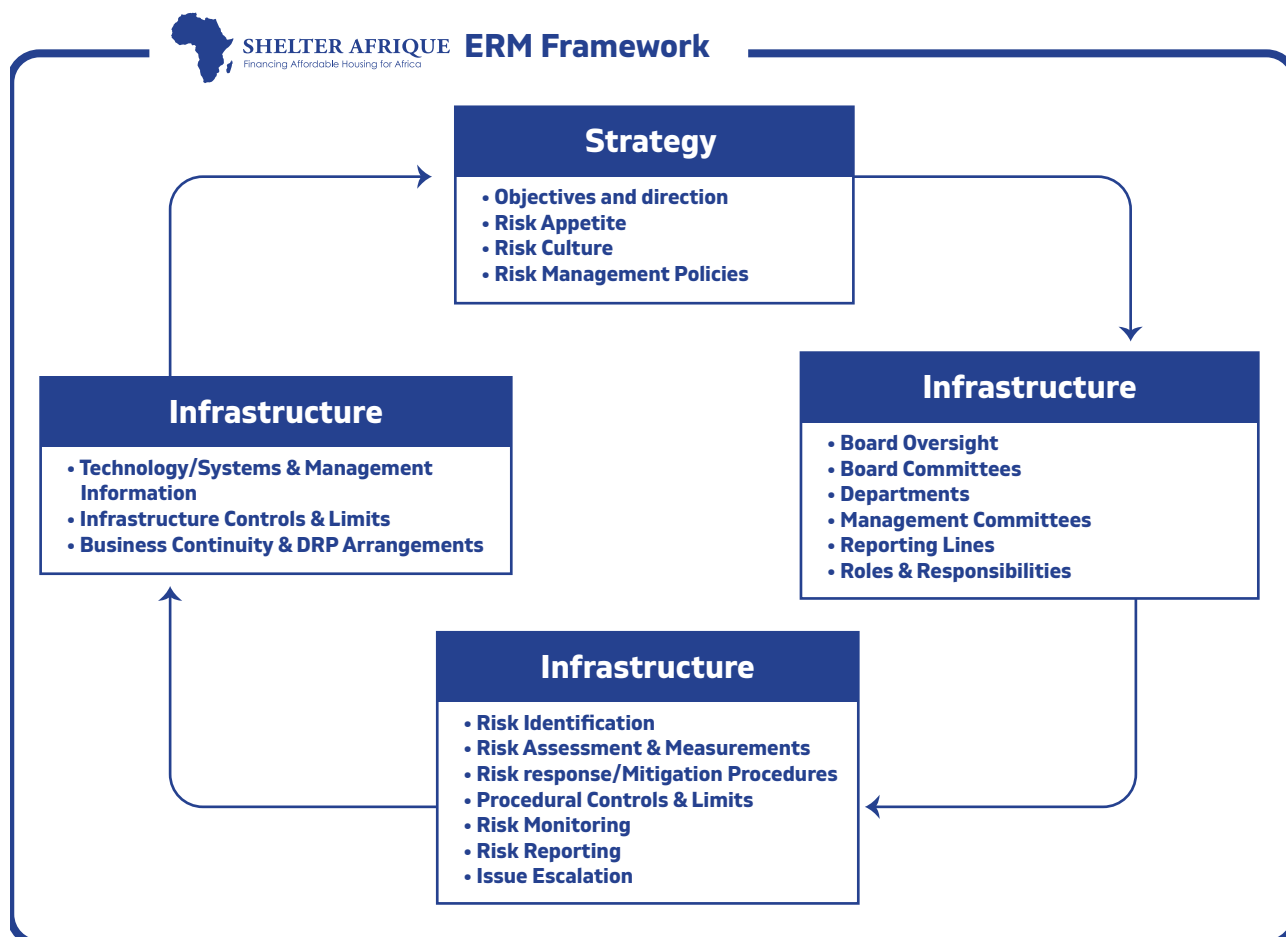 SHELTER AFRIQUE ERM Framework
Financing Affordable Housing for Africa
Strategy
• Objectives and direction
• Risk Appetite
• Risk Culture
• Risk Management Policies
Infrastructure
• Board Oversight
• Board Committees
• Departments
• Management Committees
• Reporting Lines
• Roles & Responsibilities
Infrastructure
• Risk Identification
• Risk Assessment & Measurements
• Risk response/Mitigation Procedures
• Procedural Controls & Limits
• Risk Monitoring
• Risk Reporting
• Issue Escalation
Infrastructure
• Technology/Systems & Management
Information
• Infrastructure Controls & Limits
• Business Continuity & DRP Arrangements